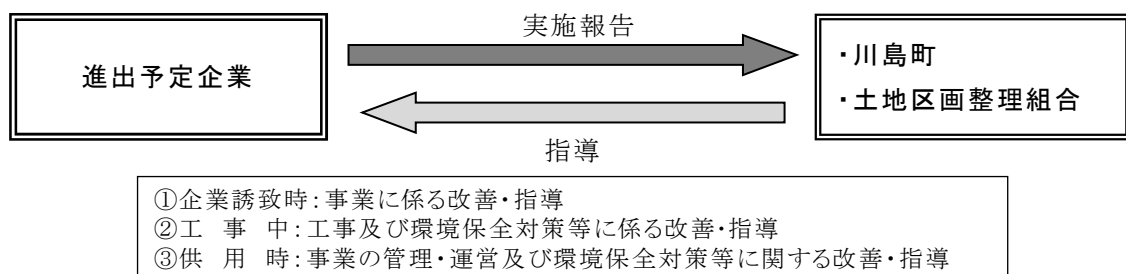 実施報告
進出予定企業
・川島町
・土地区画整理組合
指導
①企業誘致時：事業に係る改善・指導
②工　事　中：工事及び環境保全対策等に係る改善・指導
③供　用　時：事業の管理・運営及び環境保全対策等に関する改善・指導